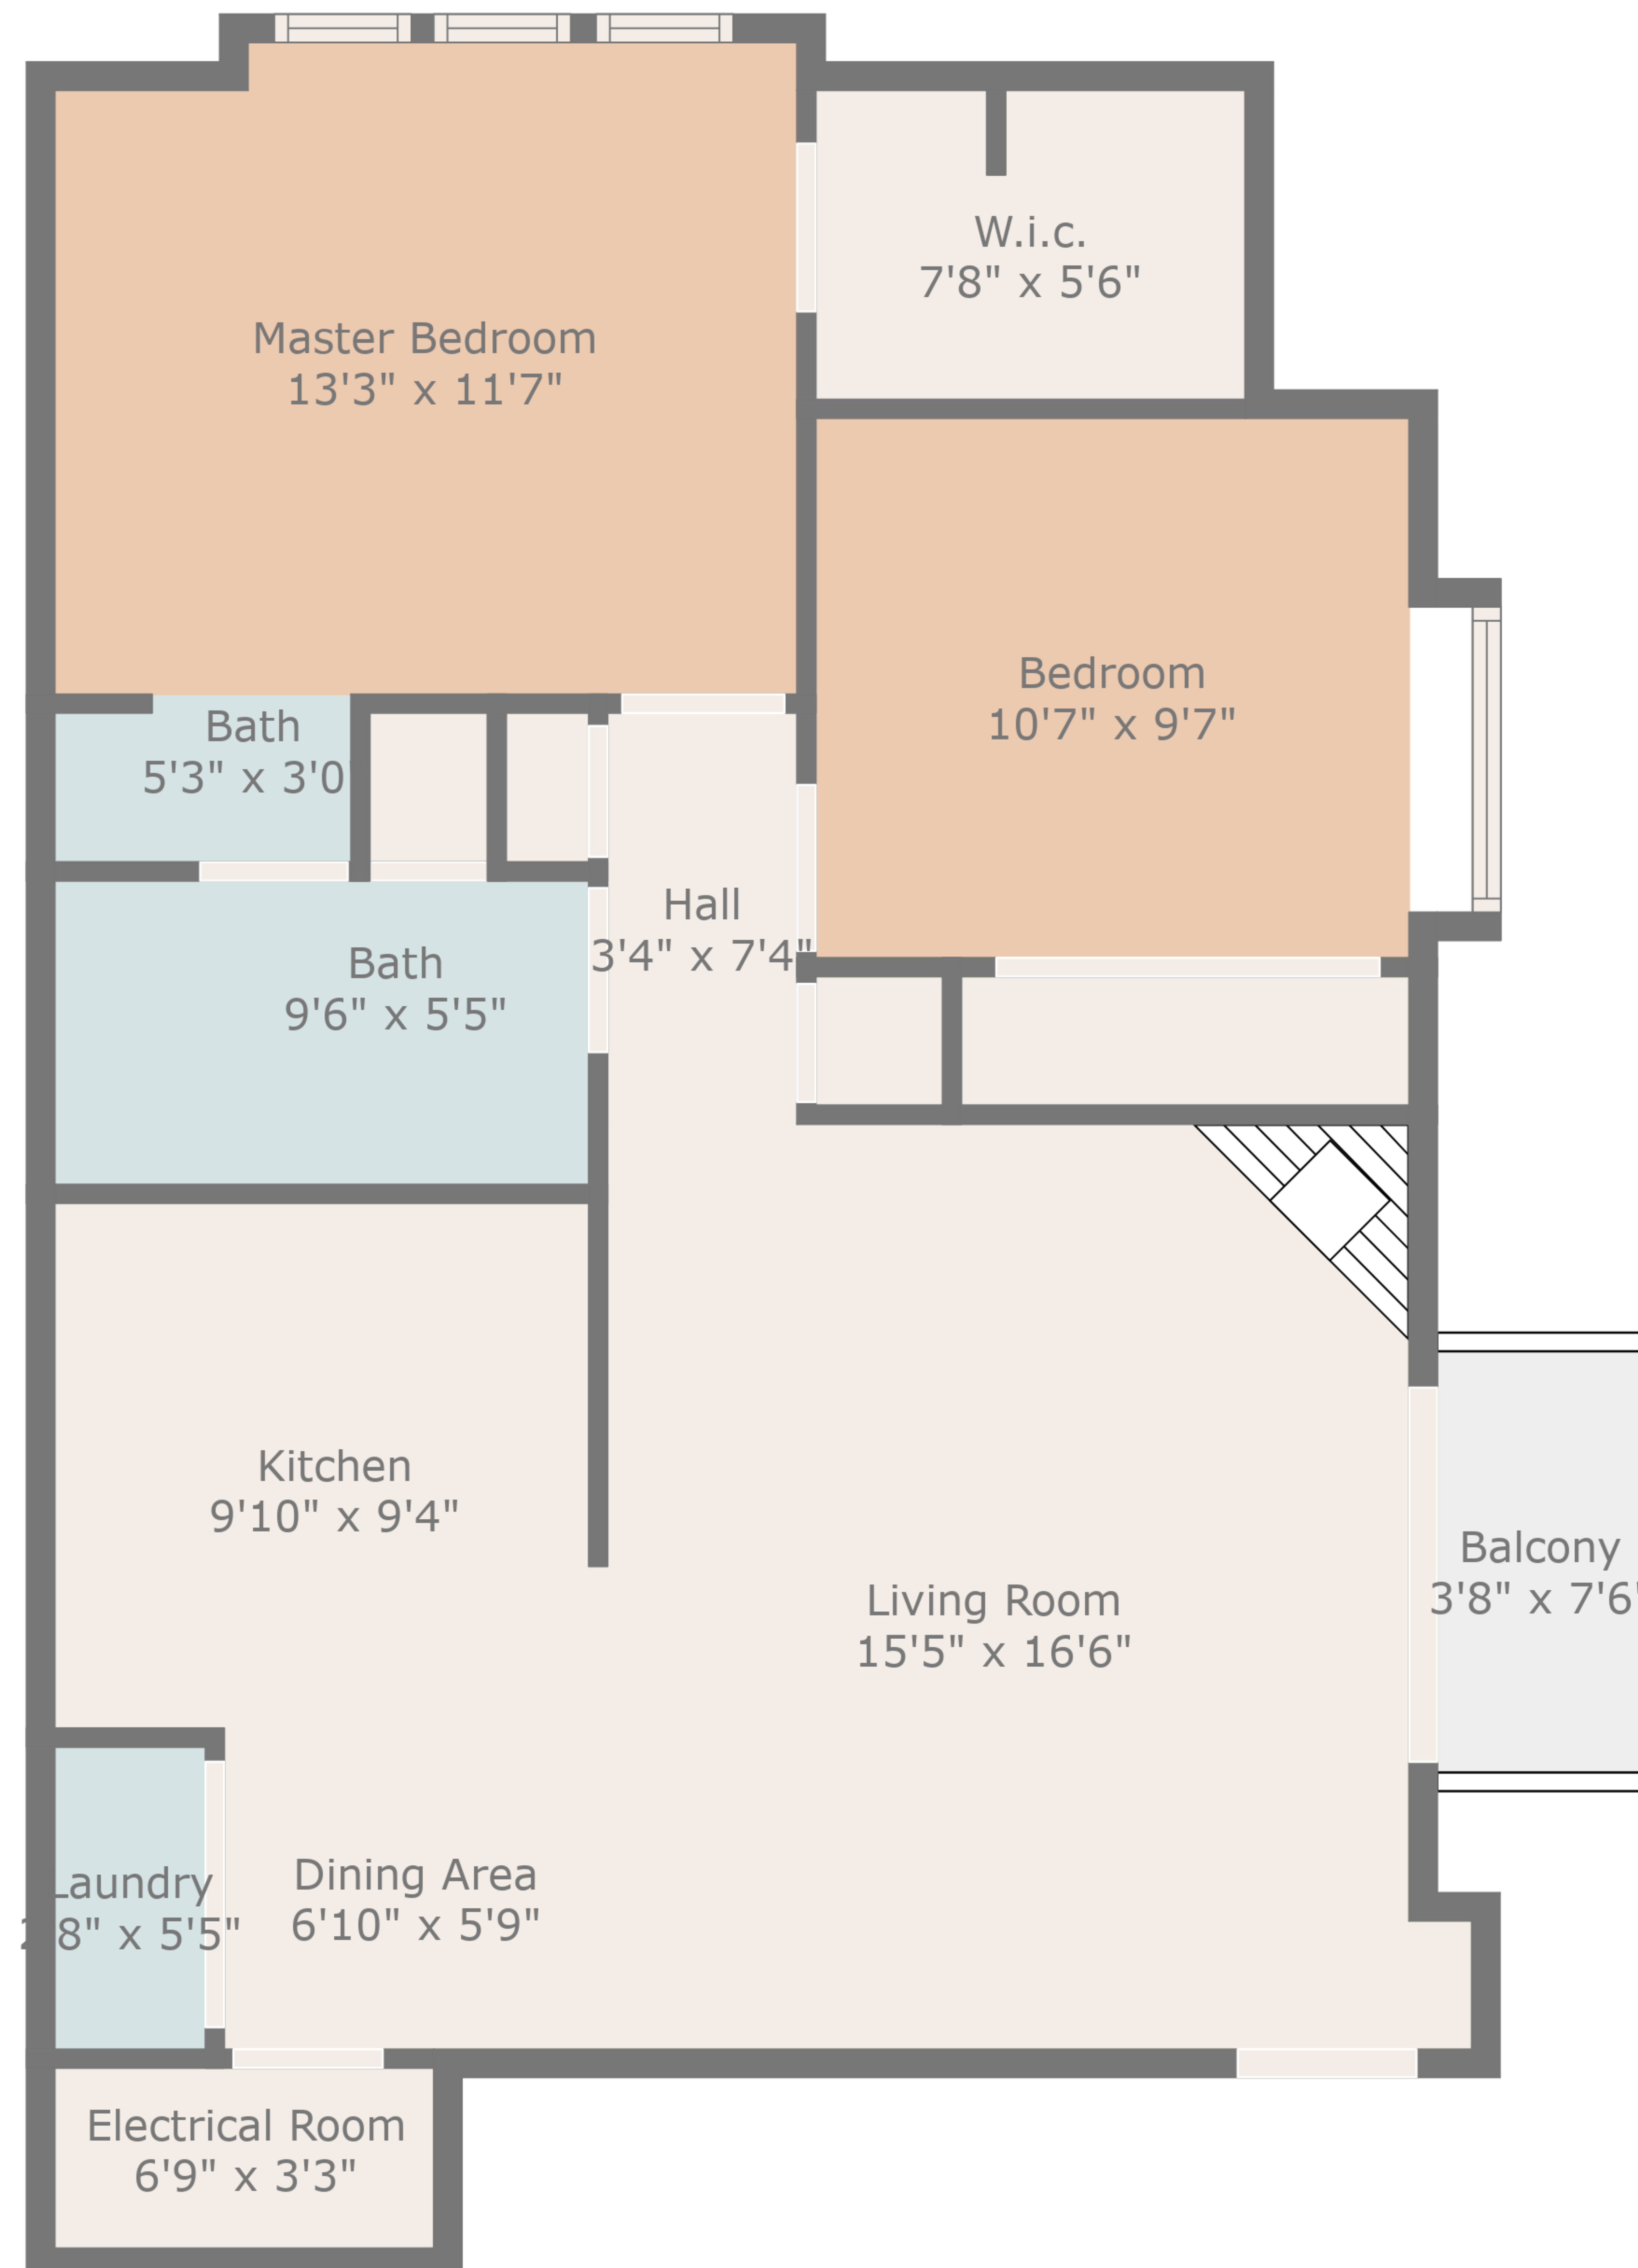 W.i.c.
7'8" x 5'6"
Master Bedroom
13'3" x 11'7"
Bedroom
10'7" x 9'7"
Bath
5'3" x 3'0
Hall
3'4" x 7'4"
Bath
9'6" x 5'5"
Kitchen
9'10" x 9'4"
Balcony
3'8" x 7'6"
Living Room
15'5" x 16'6"
Laundry
8" x 5'5"
Dining Area
6'10" x 5'9"
Electrical Room
6'9" x 3'3"